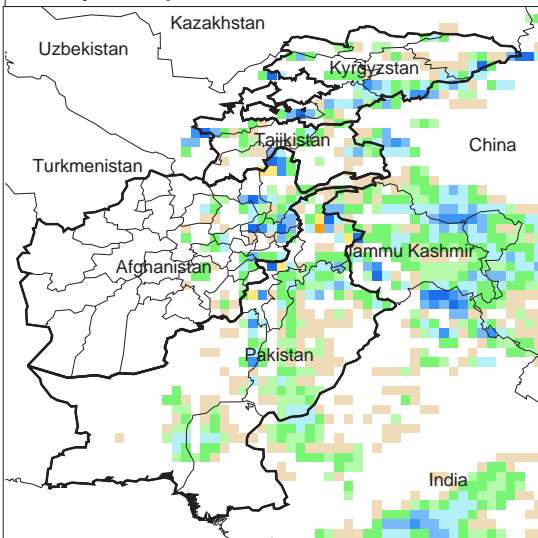 Kazakhstan
Uzbekistan
Kyrgyzstan
Tajikistan
China
Turkmenistan
Jammu Kashmir
Afghanistan
Pakistan
India